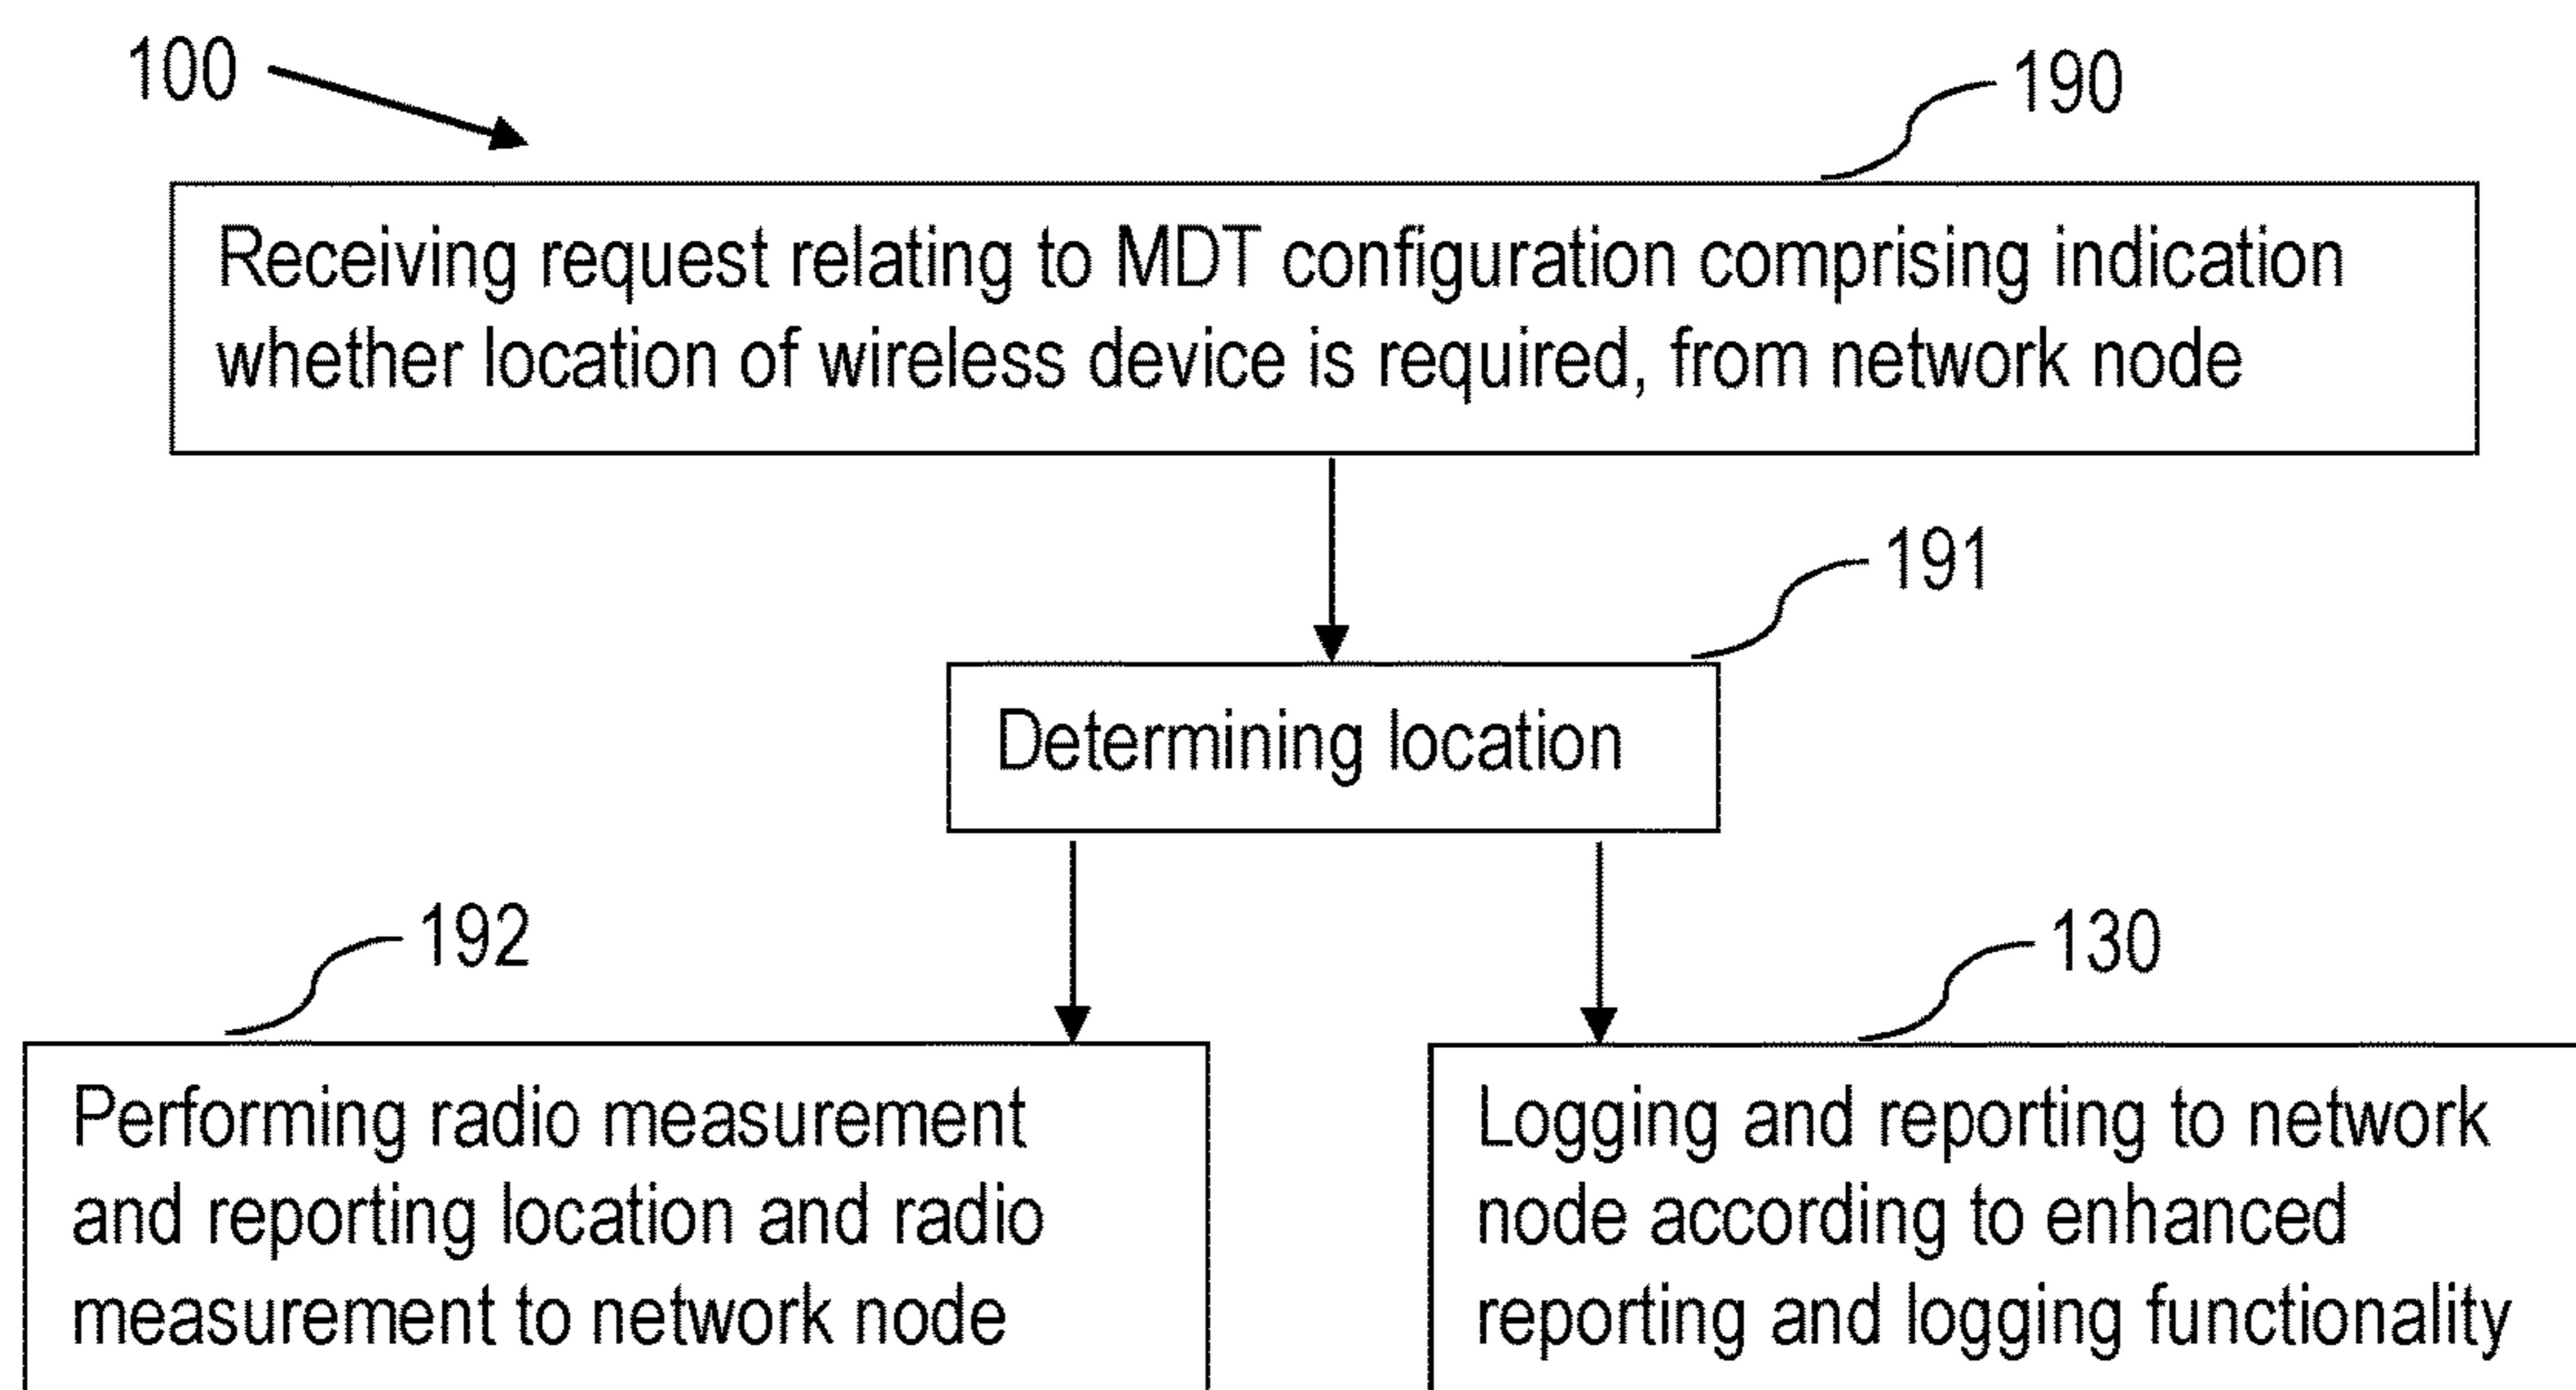 100
190
Receiving request relating to MDT configuration comprising indication
whether location of wireless device is required, from network node
191
Determining location
192
130
Performing radio measurement
and reporting location and radio
measurement to network node
Logging and reporting to network
node according to enhanced
reporting and logging functionality